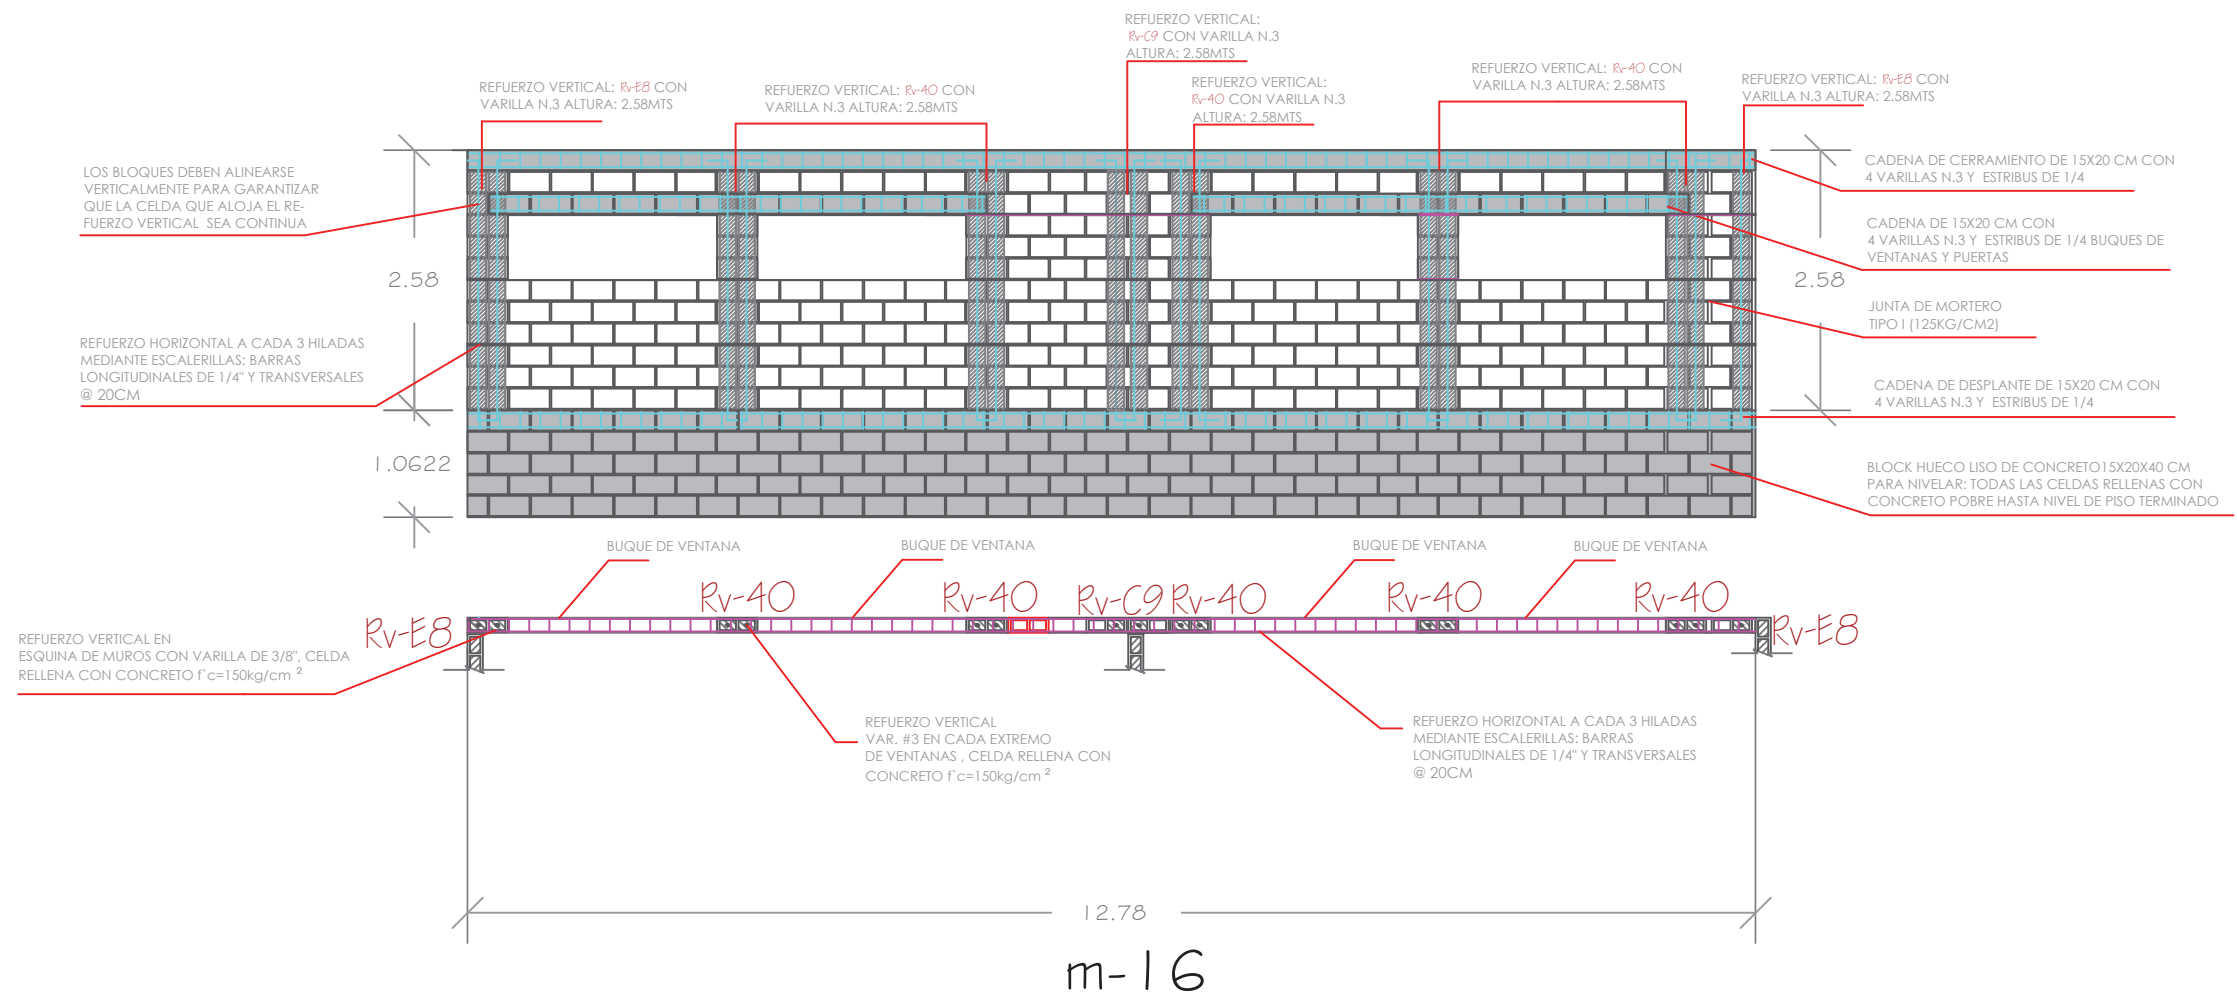 REFUERZO VERTICAL:
Rv-C9 CON VARILLA N.3
ALTURA: 2.58MTS
REFUERZO VERTICAL: Rv-E8 CON
VARILLA N.3 ALTURA: 2.58MTS
REFUERZO VERTICAL: Rv-40 CON
VARILLA N.3 ALTURA: 2.58MTS
REFUERZO VERTICAL:
Rv-40 CON VARILLA N.3
ALTURA: 2.58MTS
REFUERZO VERTICAL: Rv-40 CON
VARILLA N.3 ALTURA: 2.58MTS
REFUERZO VERTICAL: Rv-E8 CON
VARILLA N.3 ALTURA: 2.58MTS
LOS BLOQUES DEBEN ALINEARSE
VERTICALMENTE PARA GARANTIZAR
QUE LA CELDA QUE ALOJA EL RE-
FUERZO VERTICAL SEA CONTINUA
2.58
REFUERZO HORIZONTAL A CADA 3 HILADAS
MEDIANTE ESCALERILLAS: BARRAS
LONGITUDINALES DE 1/4" Y TRANSVERSALES
@ 20CM
1.0622
CADENA DE CERRAMIENTO DE 15X20 CM CON
4 VARILLAS N.3 Y ESTRIBUS DE 1/4
CADENA DE 15X20 CM CON
4 VARILLAS N.3 Y ESTRIBUS DE 1/4 BUQUES DE
VENTANAS Y PUERTAS
2.58
JUNTA DE MORTERO
TIPO I (125KG/CM2)
CADENA DE DESPLANTE DE 15X20 CM CON
4 VARILLAS N.3 Y ESTRIBUS DE 1/4
BLOCK HUECO LISO DE CONCRETO15X20X40 CM
PARA NIVELAR: TODAS LAS CELDAS RELLENAS CON
CONCRETO POBRE HASTA NIVEL DE PISO TERMINADO
BUQUE DE VENTANA
BUQUE DE VENTANA
BUQUE DE VENTANA
BUQUE DE VENTANA
Rv-E8
Rv-40
Rv-40
Rv-C9
Rv-40
Rv-40
Rv-40
Rv-E8
REFUERZO VERTICAL EN
ESQUINA DE MUROS CON VARILLA DE 3/8", CELDA
RELLENA CON CONCRETO f`c=150kg/cm ²
REFUERZO VERTICAL
VAR. #3 EN CADA EXTREMO
DE VENTANAS , CELDA RELLENA CON
CONCRETO f`c=150kg/cm ²
REFUERZO HORIZONTAL A CADA 3 HILADAS
MEDIANTE ESCALERILLAS: BARRAS
LONGITUDINALES DE 1/4" Y TRANSVERSALES
@ 20CM
12.78
m-16